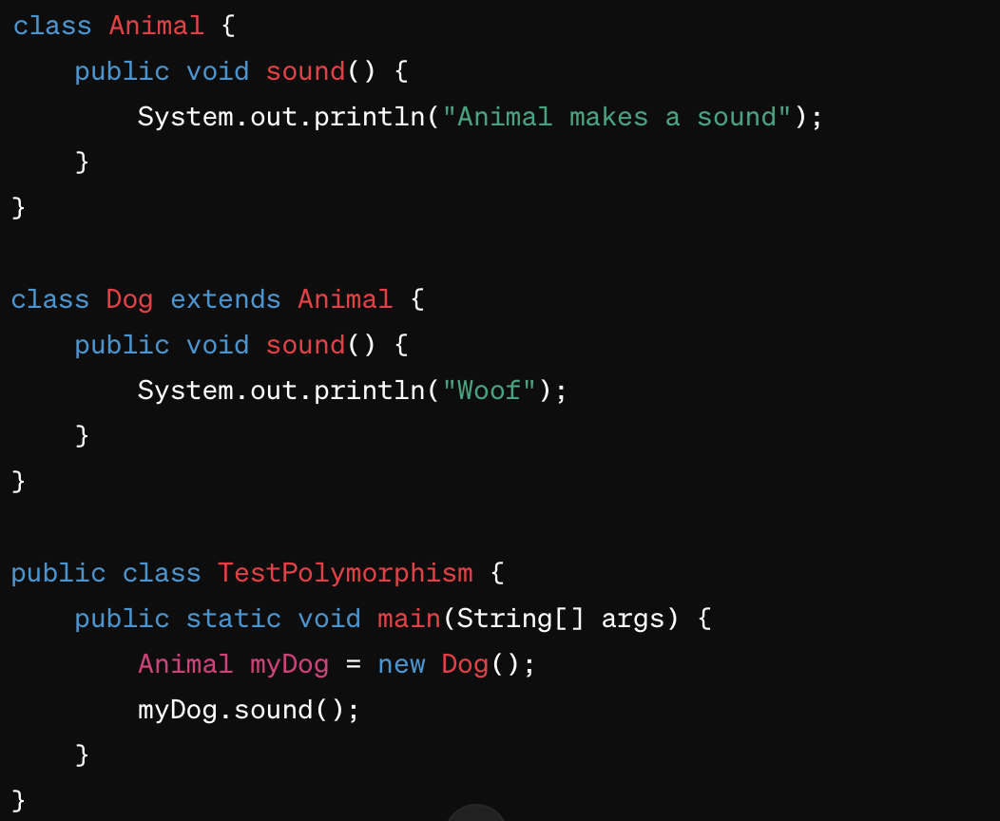 class Animal {
    public void sound() {
        System.out.println("Animal makes a sound");
    }
}

class Dog extends Animal {
    public void sound() {
        System.out.println("Woof");
    }
}

public class TestPolymorphism {
    public static void main(String[] args) {
        Animal myDog = new Dog();
        myDog.sound();
    }
}